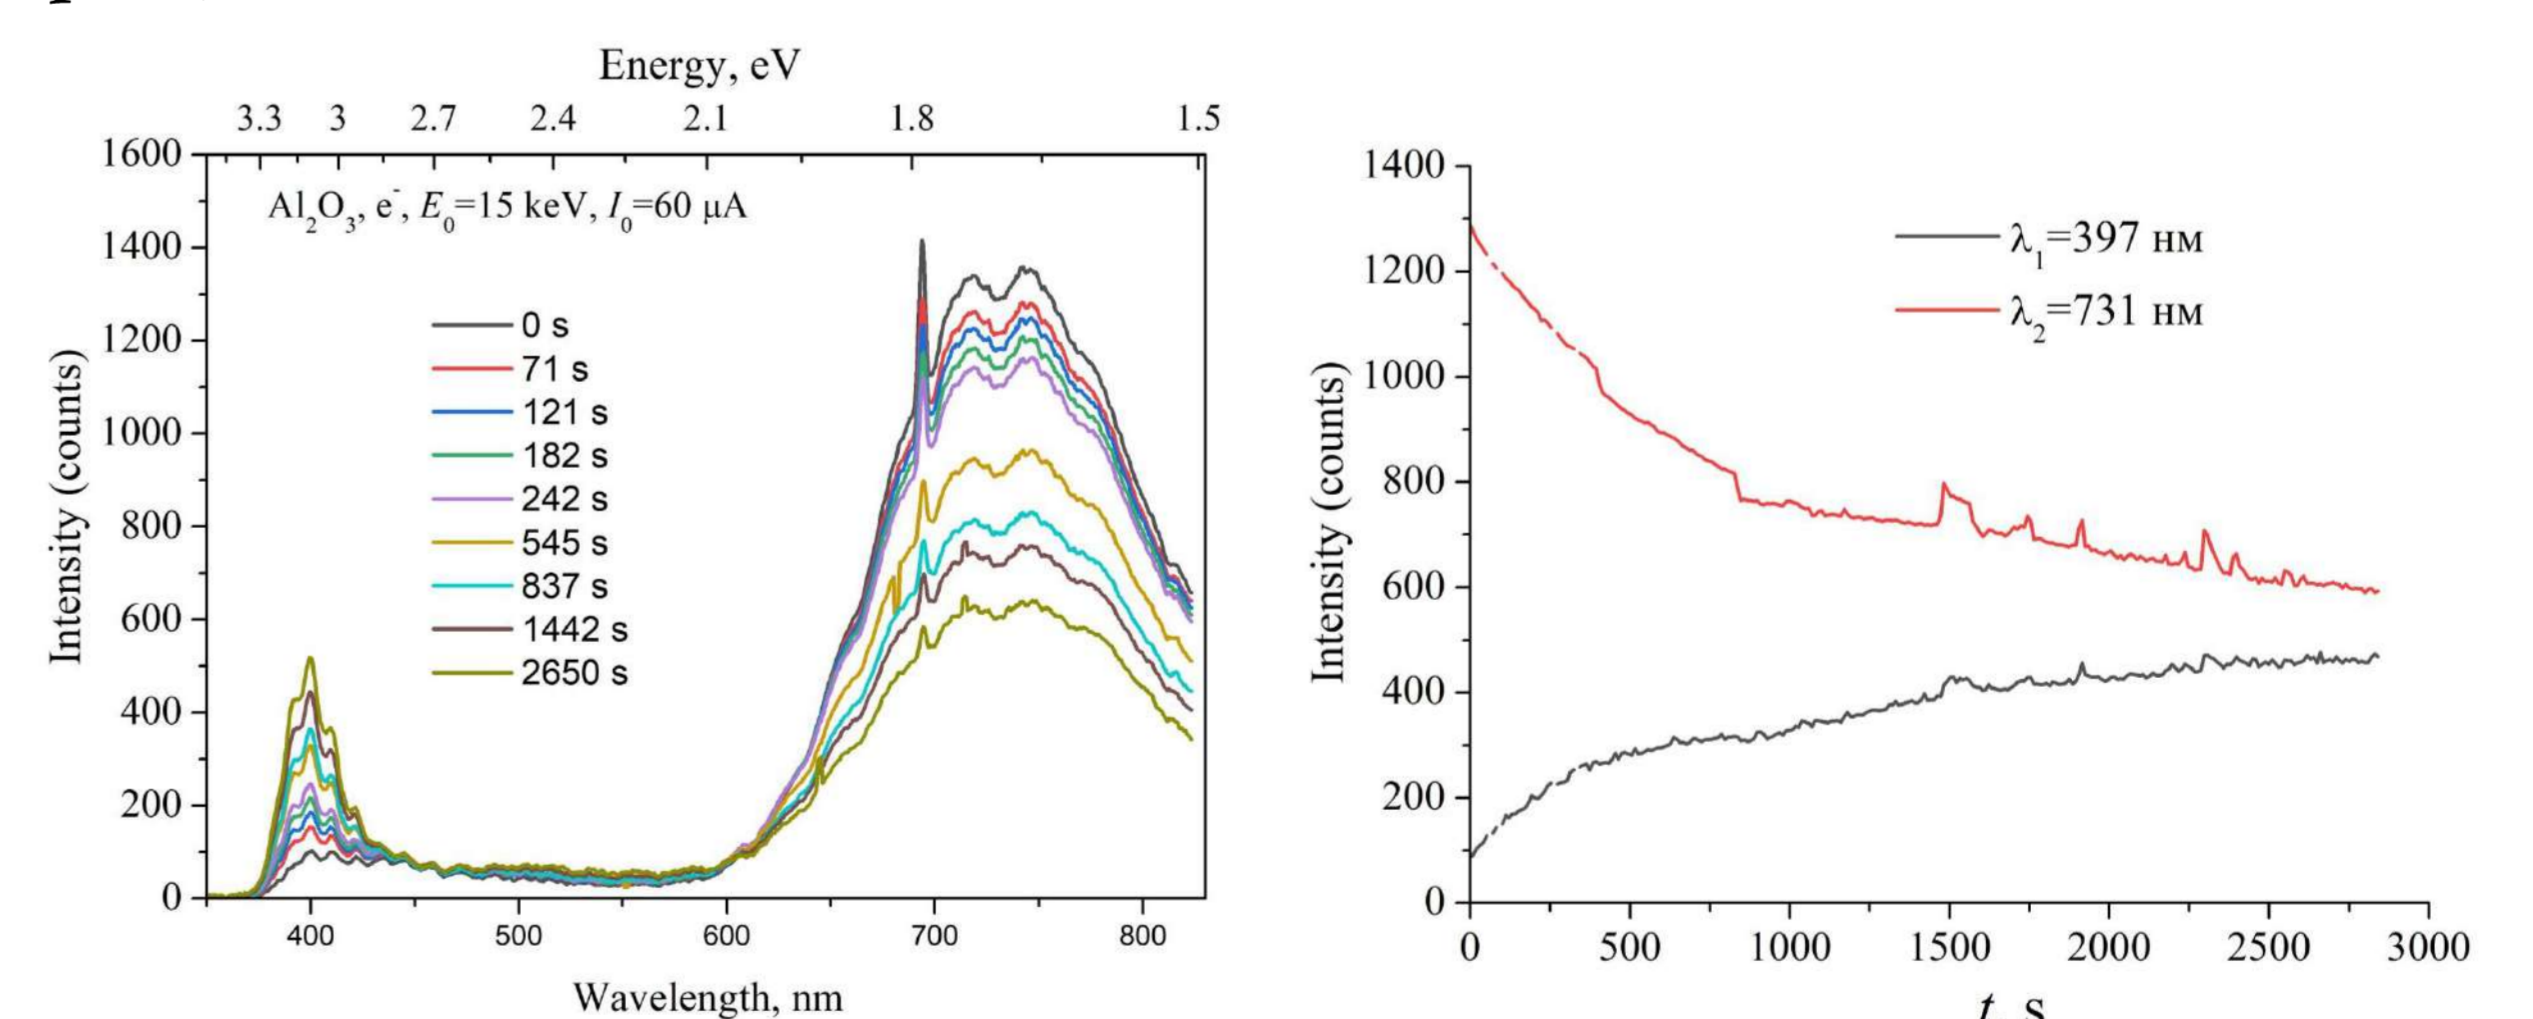 Energy, eV
3.3 3 2.7 2.4 2.1 1.8 1.5
1600
1400
1200
1000
800
600
400
200
0
Intensity (counts)
Al2O3, e-, E0=15 keV, I0=60 μA
0 s
71 s
121 s
182 s
242 s
545 s
837 s
1442 s
2650 s
400 500 600 700 800
Wavelength, nm
1400
1200
1000
800
600
400
200
0
Intensity (counts)
λ1=397 нм
λ2=731 нм
0 500 1000 1500 2000 2500 3000
t, s